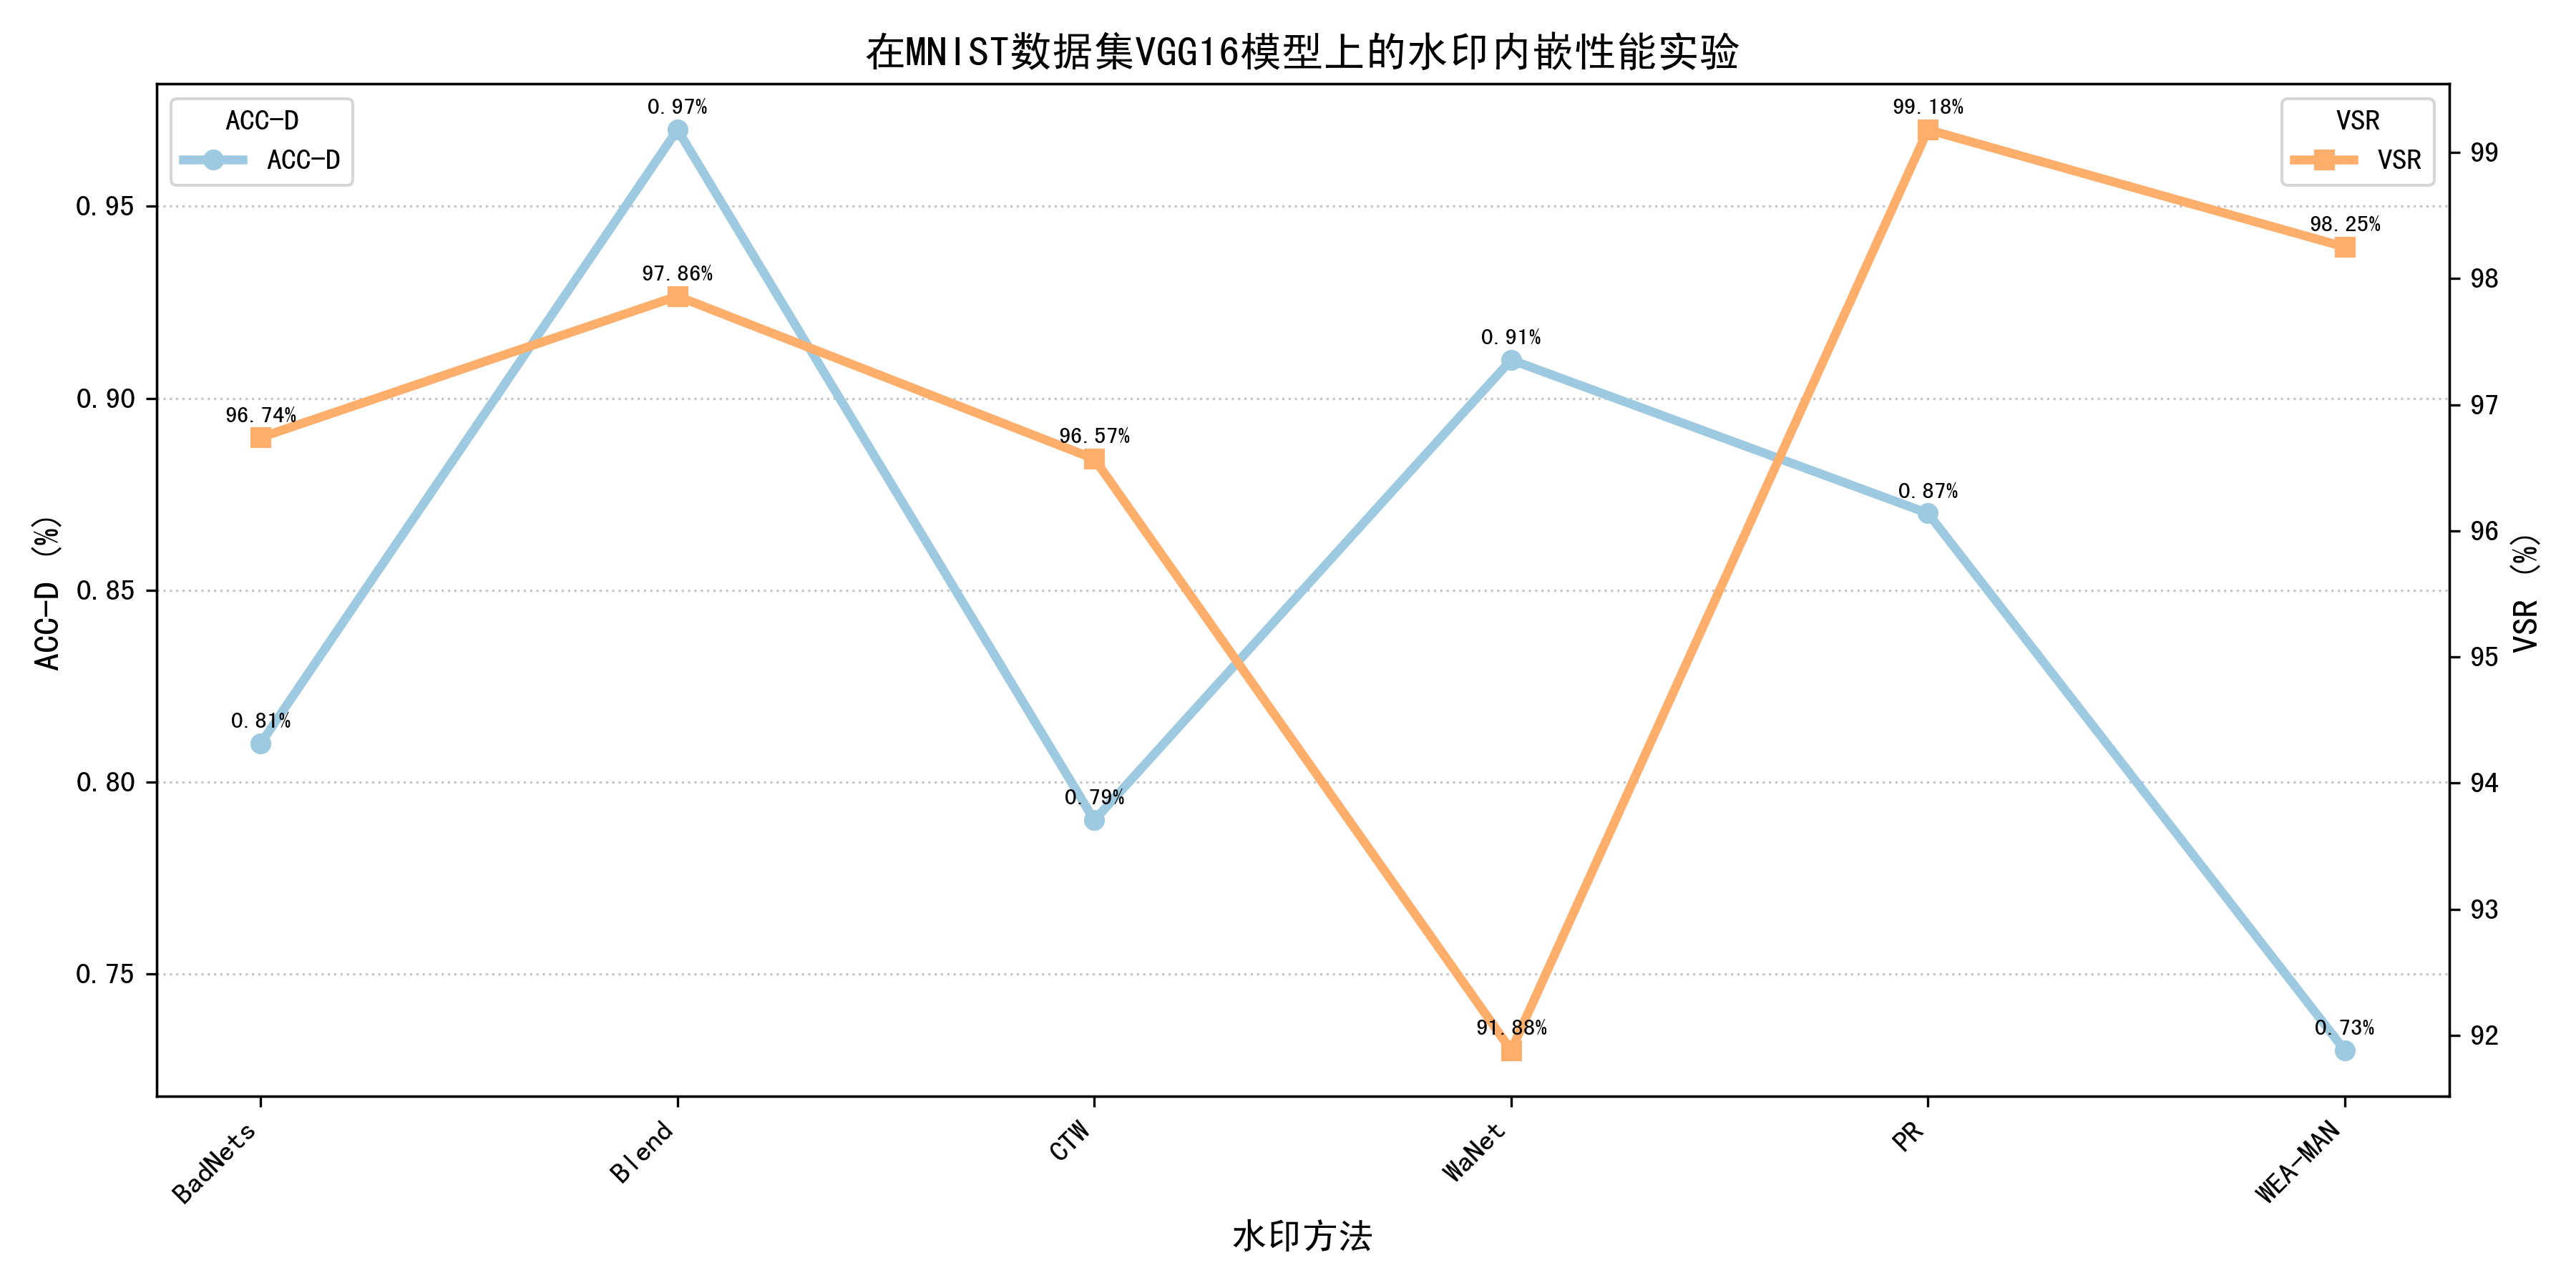 在MNIST数据集VGG16模型上的水印内嵌性能实验
ACC-D
ACC-D
VSR
VSR
0.97%
99.18%
98.25%
97.86%
0.91%
96.74%
96.57%
0.87%
0.81%
0.79%
91.88%
0.73%
0.95
0.90
0.85
0.80
0.75
ACC-D (%)
99
98
97
96
95
94
93
92
VSR (%)
BadNets
Blend
CTW
WaNet
PR
WEA-MAN
水印方法